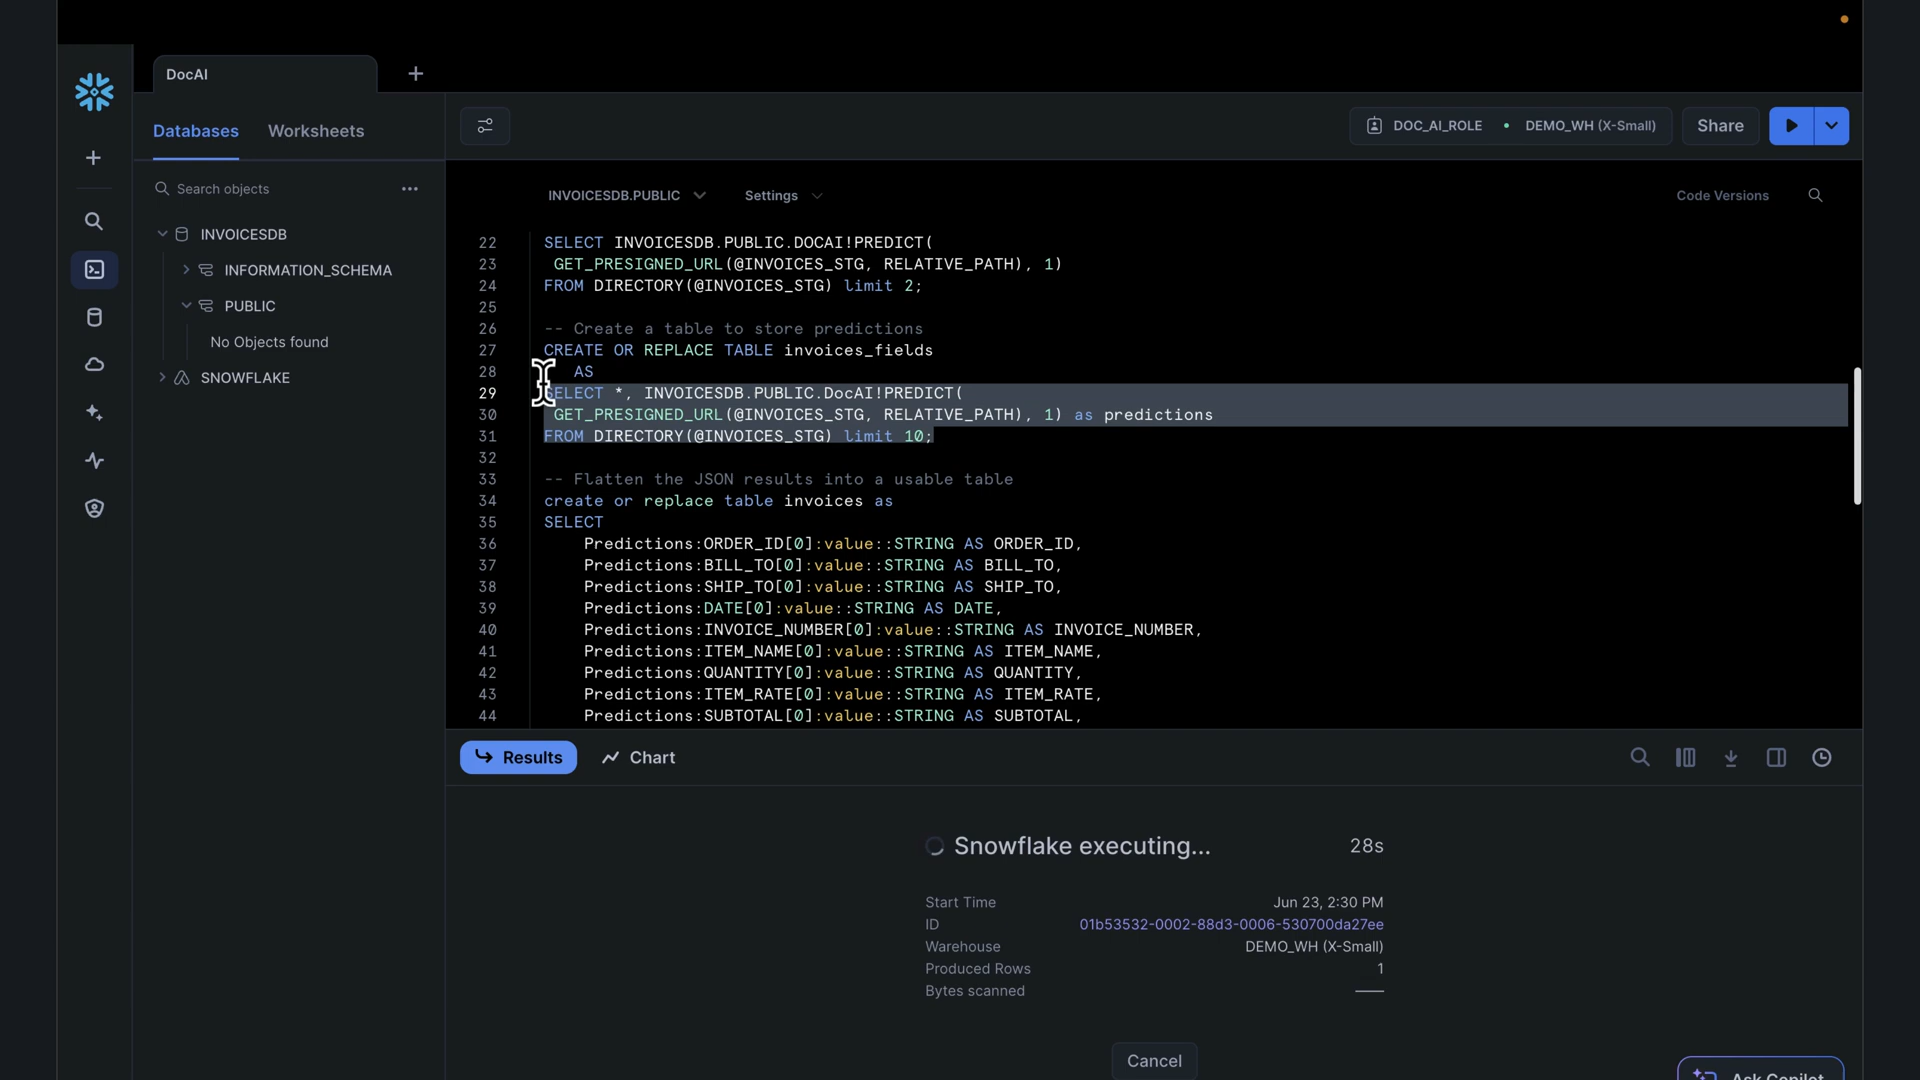 DocAI
Databases
Worksheets
DOC_AI_ROLE
DEMO_WH (X-Small)
Share
Search objects
INVOICESDB
INFORMATION_SCHEMA
PUBLIC
No Objects found
SNOWFLAKE
INVOICESDB.PUBLIC
Settings
Code Versions
22 SELECT INVOICESDB.PUBLIC.DOCAI!PREDICT(
23 GET_PRESIGNED_URL(@INVOICES_STG, RELATIVE_PATH), 1)
24 FROM DIRECTORY(@INVOICES_STG) limit 2;
25
26 -- Create a table to store predictions
27 CREATE OR REPLACE TABLE invoices_fields
28 AS
29 SELECT *, INVOICESDB.PUBLIC.DocAI!PREDICT(
30 GET_PRESIGNED_URL(@INVOICES_STG, RELATIVE_PATH), 1) as predictions
31 FROM DIRECTORY(@INVOICES_STG) limit 10;
32
33 -- Flatten the JSON results into a usable table
34 create or replace table invoices as
35 SELECT
36 Predictions:ORDER_ID[0]:value::STRING AS ORDER_ID,
37 Predictions:BILL_TO[0]:value::STRING AS BILL_TO,
38 Predictions:SHIP_TO[0]:value::STRING AS SHIP_TO,
39 Predictions:DATE[0]:value::STRING AS DATE,
40 Predictions:INVOICE_NUMBER[0]:value::STRING AS INVOICE_NUMBER,
41 Predictions:ITEM_NAME[0]:value::STRING AS ITEM_NAME,
42 Predictions:QUANTITY[0]:value::STRING AS QUANTITY,
43 Predictions:ITEM_RATE[0]:value::STRING AS ITEM_RATE,
44 Predictions:SUBTOTAL[0]:value::STRING AS SUBTOTAL,
Results
Chart
Snowflake executing... 28s
Start Time Jun 23, 2:30 PM
ID 01b53532-0002-88d3-0006-530700da27ee
Warehouse DEMO_WH (X-Small)
Produced Rows 1
Bytes scanned
Cancel
Ask Copilot